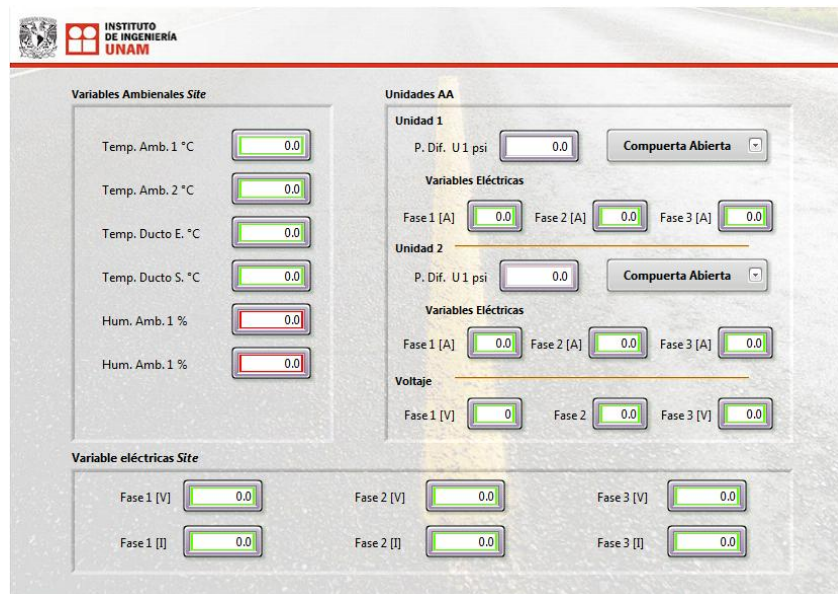 INSTITUTO
DE INGENIERÍA
UNAM
Variables Ambienales Site
Temp. Amb. 1 °C 0.0
Temp. Amb. 2 °C 0.0
Temp. Ducto E. °C 0.0
Temp. Ducto S. °C 0.0
Hum. Amb. 1 % 0.0
Hum. Amb. 1 % 0.0
Unidades AA
Unidad 1
P. Dif. U 1 psi 0.0 Compuerta Abierta
Variables Eléctricas
Fase 1 [A] 0.0 Fase 2 [A] 0.0 Fase 3 [A] 0.0
Unidad 2
P. Dif. U 1 psi 0.0 Compuerta Abierta
Variables Eléctricas
Fase 1 [A] 0.0 Fase 2 [A] 0.0 Fase 3 [A] 0.0
Voltaje
Fase 1 [V] 0 Fase 2 0.0 Fase 3 [V] 0.0
Variable eléctricas Site
Fase 1 [V] 0.0 Fase 2 [V] 0.0 Fase 3 [V] 0.0
Fase 1 [I] 0.0 Fase 2 [I] 0.0 Fase 3 [I] 0.0